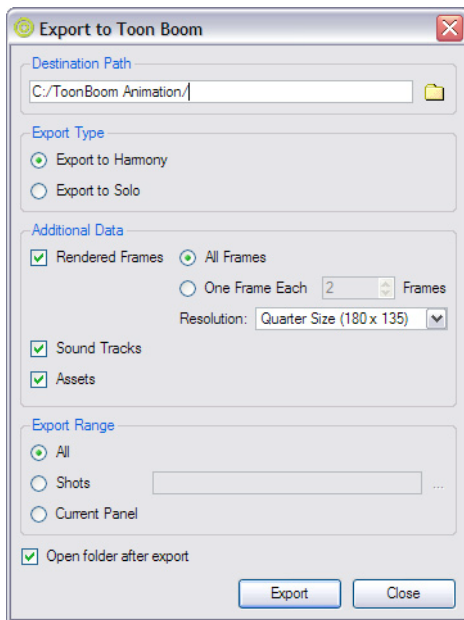 Export to Toon Boom
Destination Path
C:/ToonBoom Animation/
Export Type
Export to Harmony
Export to Solo
Additional Data
Rendered Frames All Frames
One Frame Each 2 Frames
Resolution: Quarter Size (180 x 135)
Sound Tracks
Assets
Export Range
All
Shots ...
Current Panel
Open folder after export
Export Close